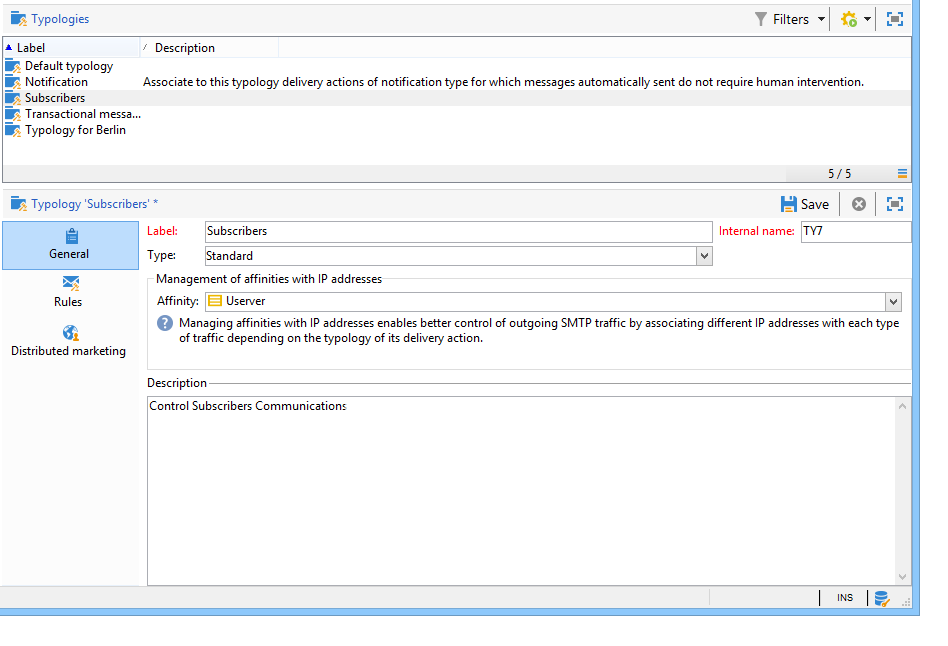 Typologies
Filters
Label
Description
Default typology
Notification
Associate to this typology delivery actions of notification type for which messages automatically sent do not require human intervention.
Subscribers
Transactional messa...
Typology for Berlin
5 / 5
Typology 'Subscribers' *
Save
General
Rules
Distributed marketing
Label:
Subscribers
Internal name:
TY7
Type:
Standard
Management of affinities with IP addresses
Affinity:
Userver
Managing affinities with IP addresses enables better control of outgoing SMTP traffic by associating different IP addresses with each type
of traffic depending on the typology of its delivery action.
Description
Control Subscribers Communications
INS